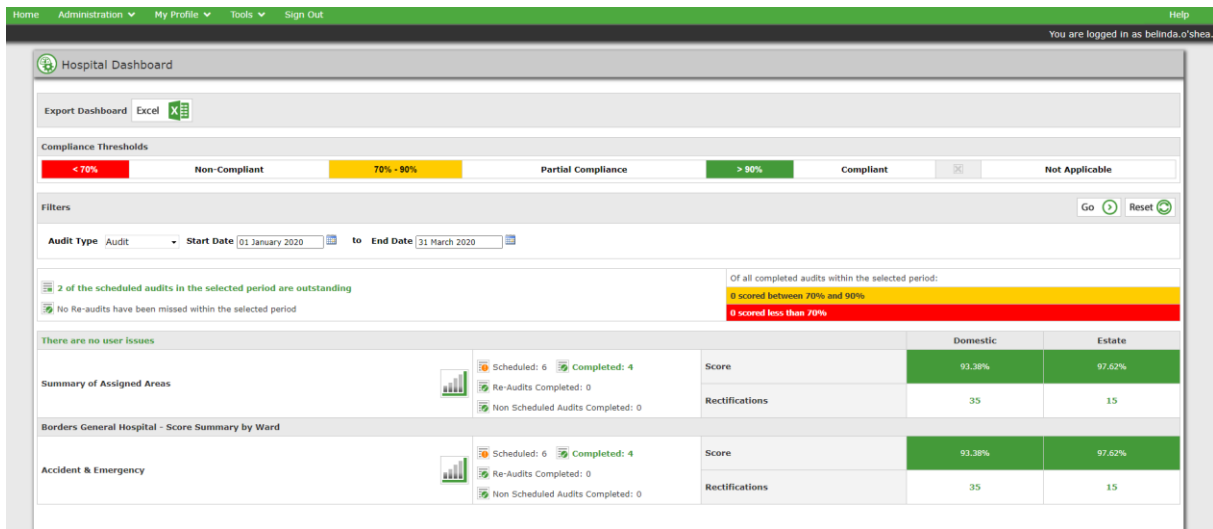 Home Administration My Profile Tools Sign Out Help
You are logged in as belinda.o'shea.
Hospital Dashboard
Export Dashboard Excel
Compliance Thresholds
< 70% Non-Compliant 70% - 90% Partial Compliance > 90% Compliant Not Applicable
Filters Go Reset
Audit Type Audit Start Date 01 January 2020 to End Date 31 March 2020
2 of the scheduled audits in the selected period are outstanding
No Re-audits have been missed within the selected period
Of all completed audits within the selected period:
0 scored between 70% and 90%
0 scored less than 70%
There are no user issues Domestic Estate
Summary of Assigned Areas
Scheduled: 6 Completed: 4
Re-Audits Completed: 0
Non Scheduled Audits Completed: 0
Score 93.38% 97.62%
Rectifications 35 15
Borders General Hospital - Score Summary by Ward
Accident & Emergency
Scheduled: 6 Completed: 4
Re-Audits Completed: 0
Non Scheduled Audits Completed: 0
Score 93.38% 97.62%
Rectifications 35 15